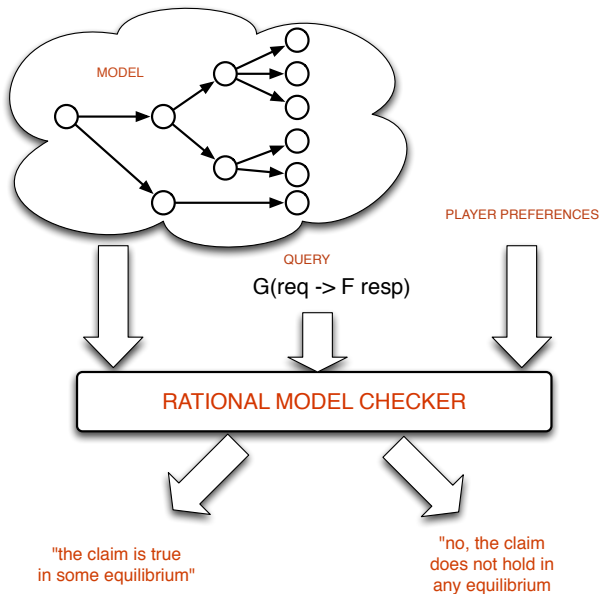 MODEL
PLAYER PREFERENCES
QUERY
G(req -> F resp)
RATIONAL MODEL CHECKER
"the claim is true
in some equilibrium"
"no, the claim
does not hold in
any equilibrium